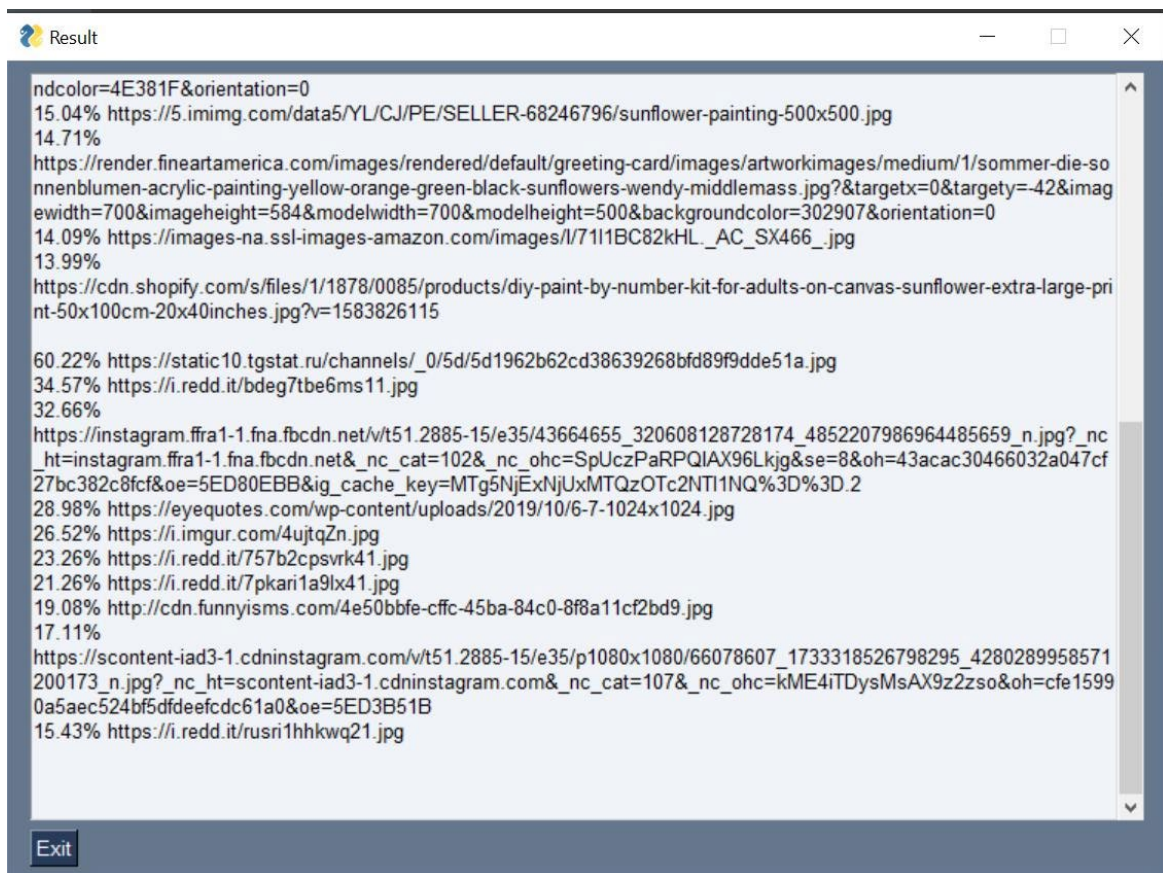 Result
ndcolor=4E381F&orientation=0
15.04% https://5.imimg.com/data5/YL/CJ/PE/SELLER-68246796/sunflower-painting-500x500.jpg
14.71%
https://render.fineartamerica.com/images/rendered/default/greeting-card/images/artworkimages/medium/1/sommer-die-so
nnenblumen-acrylic-painting-yellow-orange-green-black-sunflowers-wendy-middlemass.jpg?&targetx=0&targety=-42&imag
ewidth=700&imageheight=584&modelwidth=700&modelheight=500&backgroundcolor=302907&orientation=0
14.09% https://images-na.ssl-images-amazon.com/images/I/71I1BC82kHL._AC_SX466_.jpg
13.99%
https://cdn.shopify.com/s/files/1/1878/0085/products/diy-paint-by-number-kit-for-adults-on-canvas-sunflower-extra-large-pri
nt-50x100cm-20x40inches.jpg?v=1583826115
60.22% https://static10.tgstat.ru/channels/_0/5d/5d1962b62cd38639268bfd89f9dde51a.jpg
34.57% https://i.redd.it/bdeg7tbe6ms11.jpg
32.66%
https://instagram.ffra1-1.fna.fbcdn.net/v/t51.2885-15/e35/43664655_320608128728174_4852207986964485659_n.jpg?_nc
_ht=instagram.ffra1-1.fna.fbcdn.net&_nc_cat=102&_nc_ohc=SpUczPaRPQIAX96Lkjg&se=8&oh=43acac30466032a047cf
27bc382c8fcf&oe=5ED80EBB&ig_cache_key=MTg5NjExNjUxMTQzOTc2NTI1NQ%3D%3D.2
28.98% https://eyequotes.com/wp-content/uploads/2019/10/6-7-1024x1024.jpg
26.52% https://i.imgur.com/4ujtqZn.jpg
23.26% https://i.redd.it/757b2cpsvrk41.jpg
21.26% https://i.redd.it/7pkari1a9lx41.jpg
19.08% http://cdn.funnyisms.com/4e50bbfe-cffc-45ba-84c0-8f8a11cf2bd9.jpg
17.11%
https://scontent-iad3-1.cdninstagram.com/v/t51.2885-15/e35/p1080x1080/66078607_1733318526798295_4280289958571
200173_n.jpg?_nc_ht=scontent-iad3-1.cdninstagram.com&_nc_cat=107&_nc_ohc=kME4iTDysMsAX9z2zso&oh=cfe1599
0a5aec524bf5dfdeefcdc61a0&oe=5ED3B51B
15.43% https://i.redd.it/rusri1hhkwq21.jpg
Exit